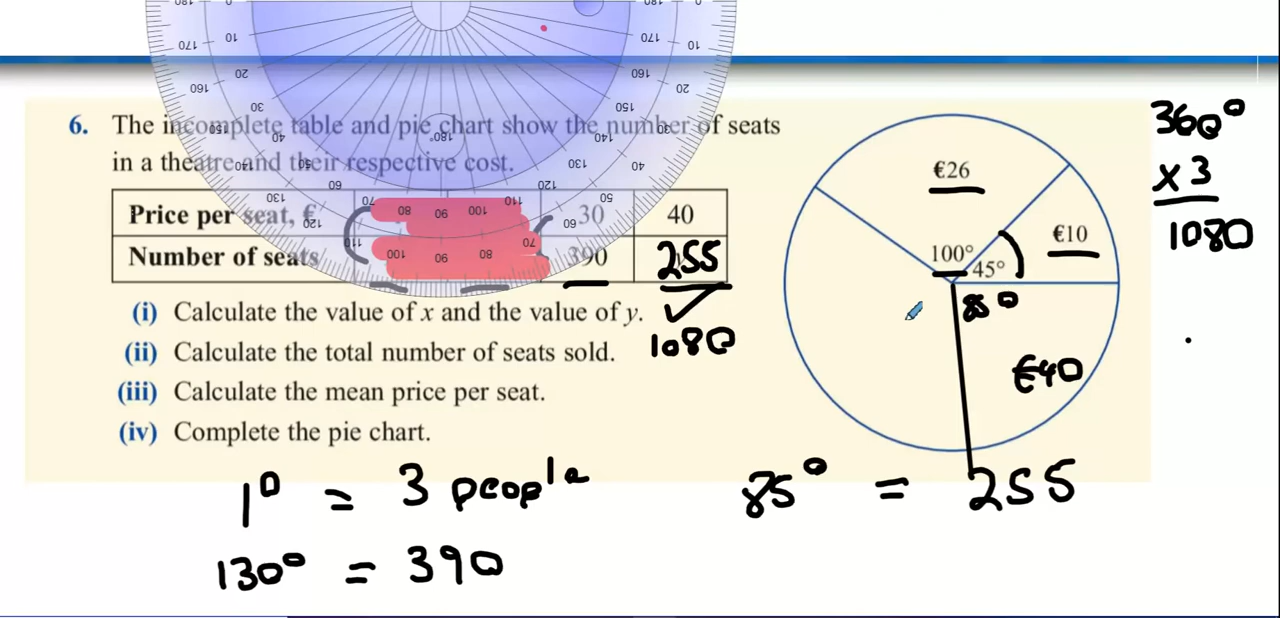 6. The incomplete table and pie chart show the number of seats
in a theatre and their respective cost.
Price per seat, € 30 40
Number of seats 390 255
(i) Calculate the value of x and the value of y.
(ii) Calculate the total number of seats sold.
(iii) Calculate the mean price per seat.
(iv) Complete the pie chart.
1080
€26
€10
100°
45°
85°
€40
360°
x 3
1080
1° = 3 people
130° = 390
85° = 255